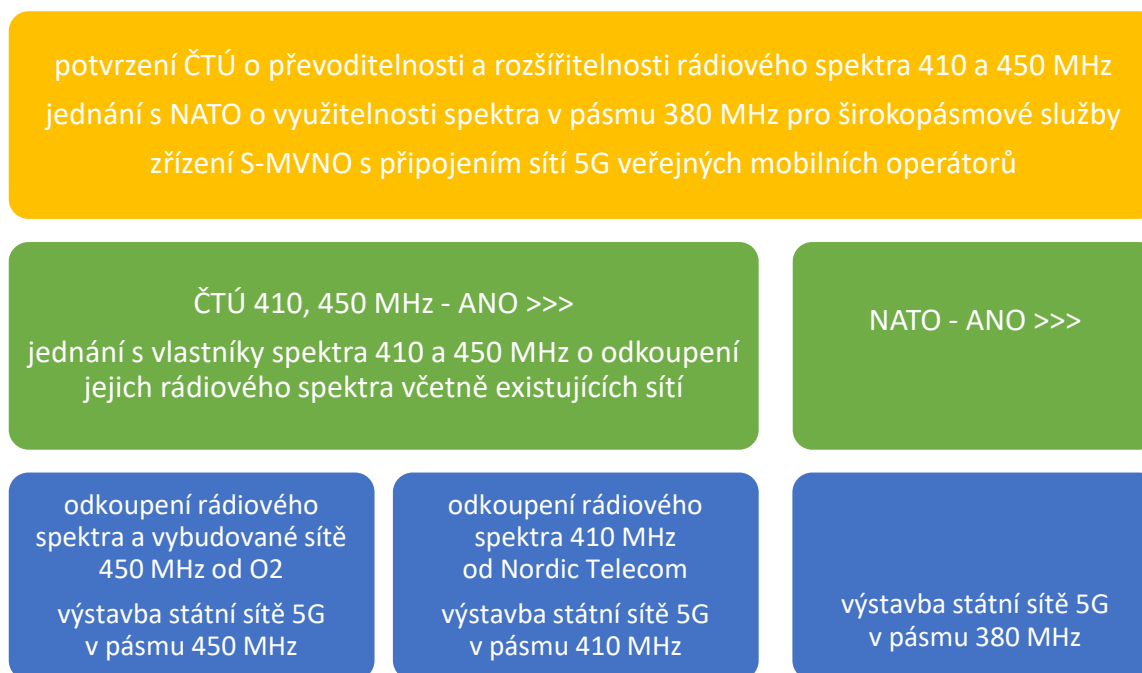 potvrzení ČTÚ o převoditelnosti a rozšířitelnosti rádiového spektra 410 a 450 MHz
jednání s NATO o využitelnosti spektra v pásmu 380 MHz pro širokopásmové služby
zřízení S-MVNO s připojením sítí 5G veřejných mobilních operátorů
ČTÚ 410, 450 MHz - ANO >>>
jednání s vlastníky spektra 410 a 450 MHz o odkoupení
jejich rádiového spektra včetně existujících sítí
NATO - ANO >>>
odkoupení rádiového
spektra a vybudované sítě
450 MHz od O2
výstavba státní sítě 5G
v pásmu 450 MHz
odkoupení rádiového
spektra 410 MHz
od Nordic Telecom
výstavba státní sítě 5G
v pásmu 410 MHz
výstavba státní sítě 5G
v pásmu 380 MHz